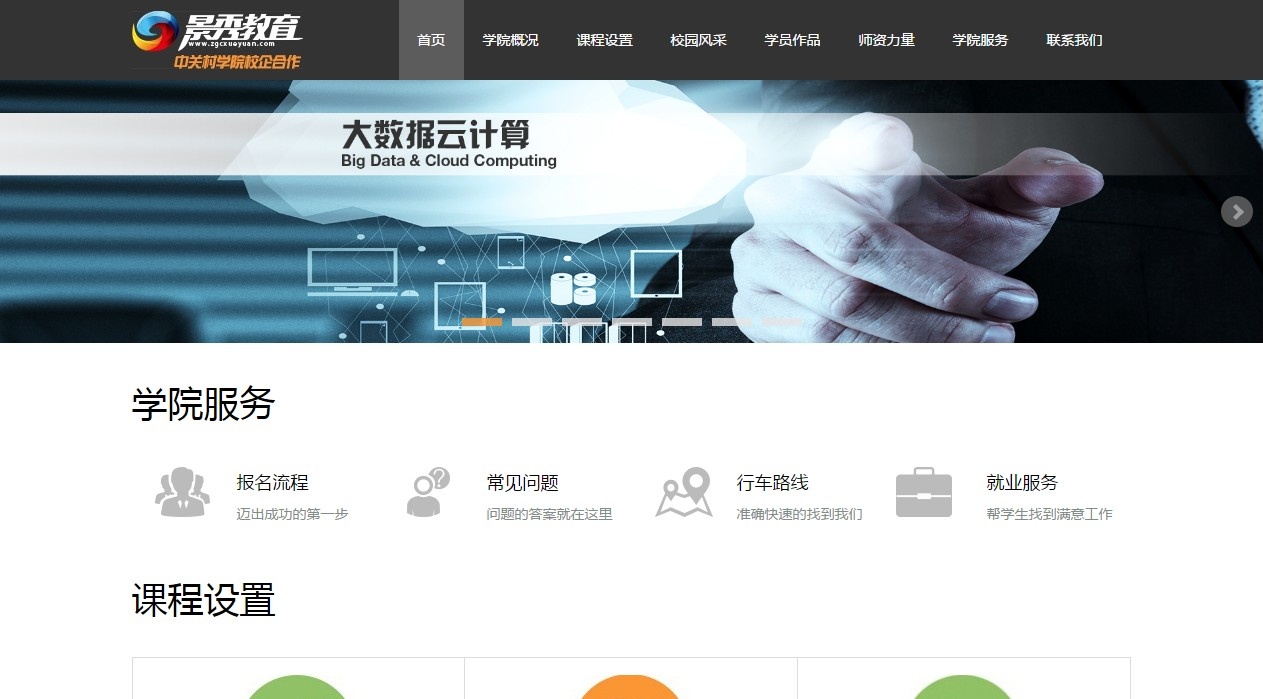 景秀教育
www.zgcxueyuan.com
中关村学院校企合作
首页 学院概况 课程设置 校园风采 学员作品 师资力量 学院服务 联系我们
大数据云计算
Big Data & Cloud Computing
学院服务
报名流程 常见问题 行车路线 就业服务
迈出成功的第一步 问题的答案就在这里 准确快速的找到我们 帮学生找到满意工作
课程设置